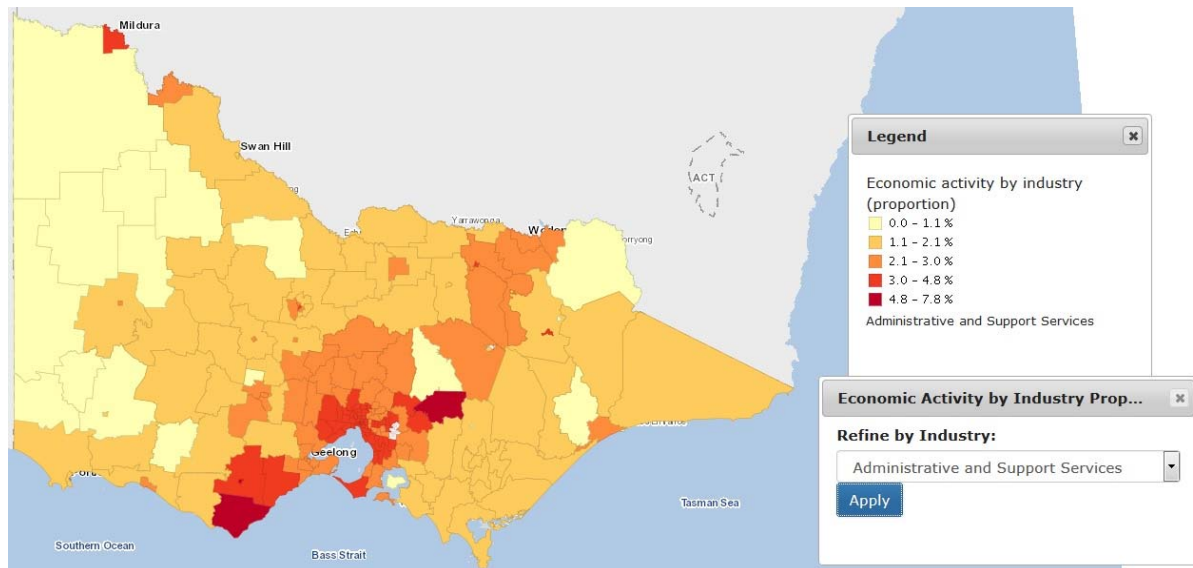 Mildura
Swan Hill
ACT
Yarrawonga
Geelong
Tasman Sea
Southern Ocean
Bass Strait
Legend
Economic activity by industry
(proportion)
0.0 - 1.1 %
1.1 - 2.1 %
2.1 - 3.0 %
3.0 - 4.8 %
4.8 - 7.8 %
Administrative and Support Services
Economic Activity by Industry Prop...
Refine by Industry:
Administrative and Support Services
Apply